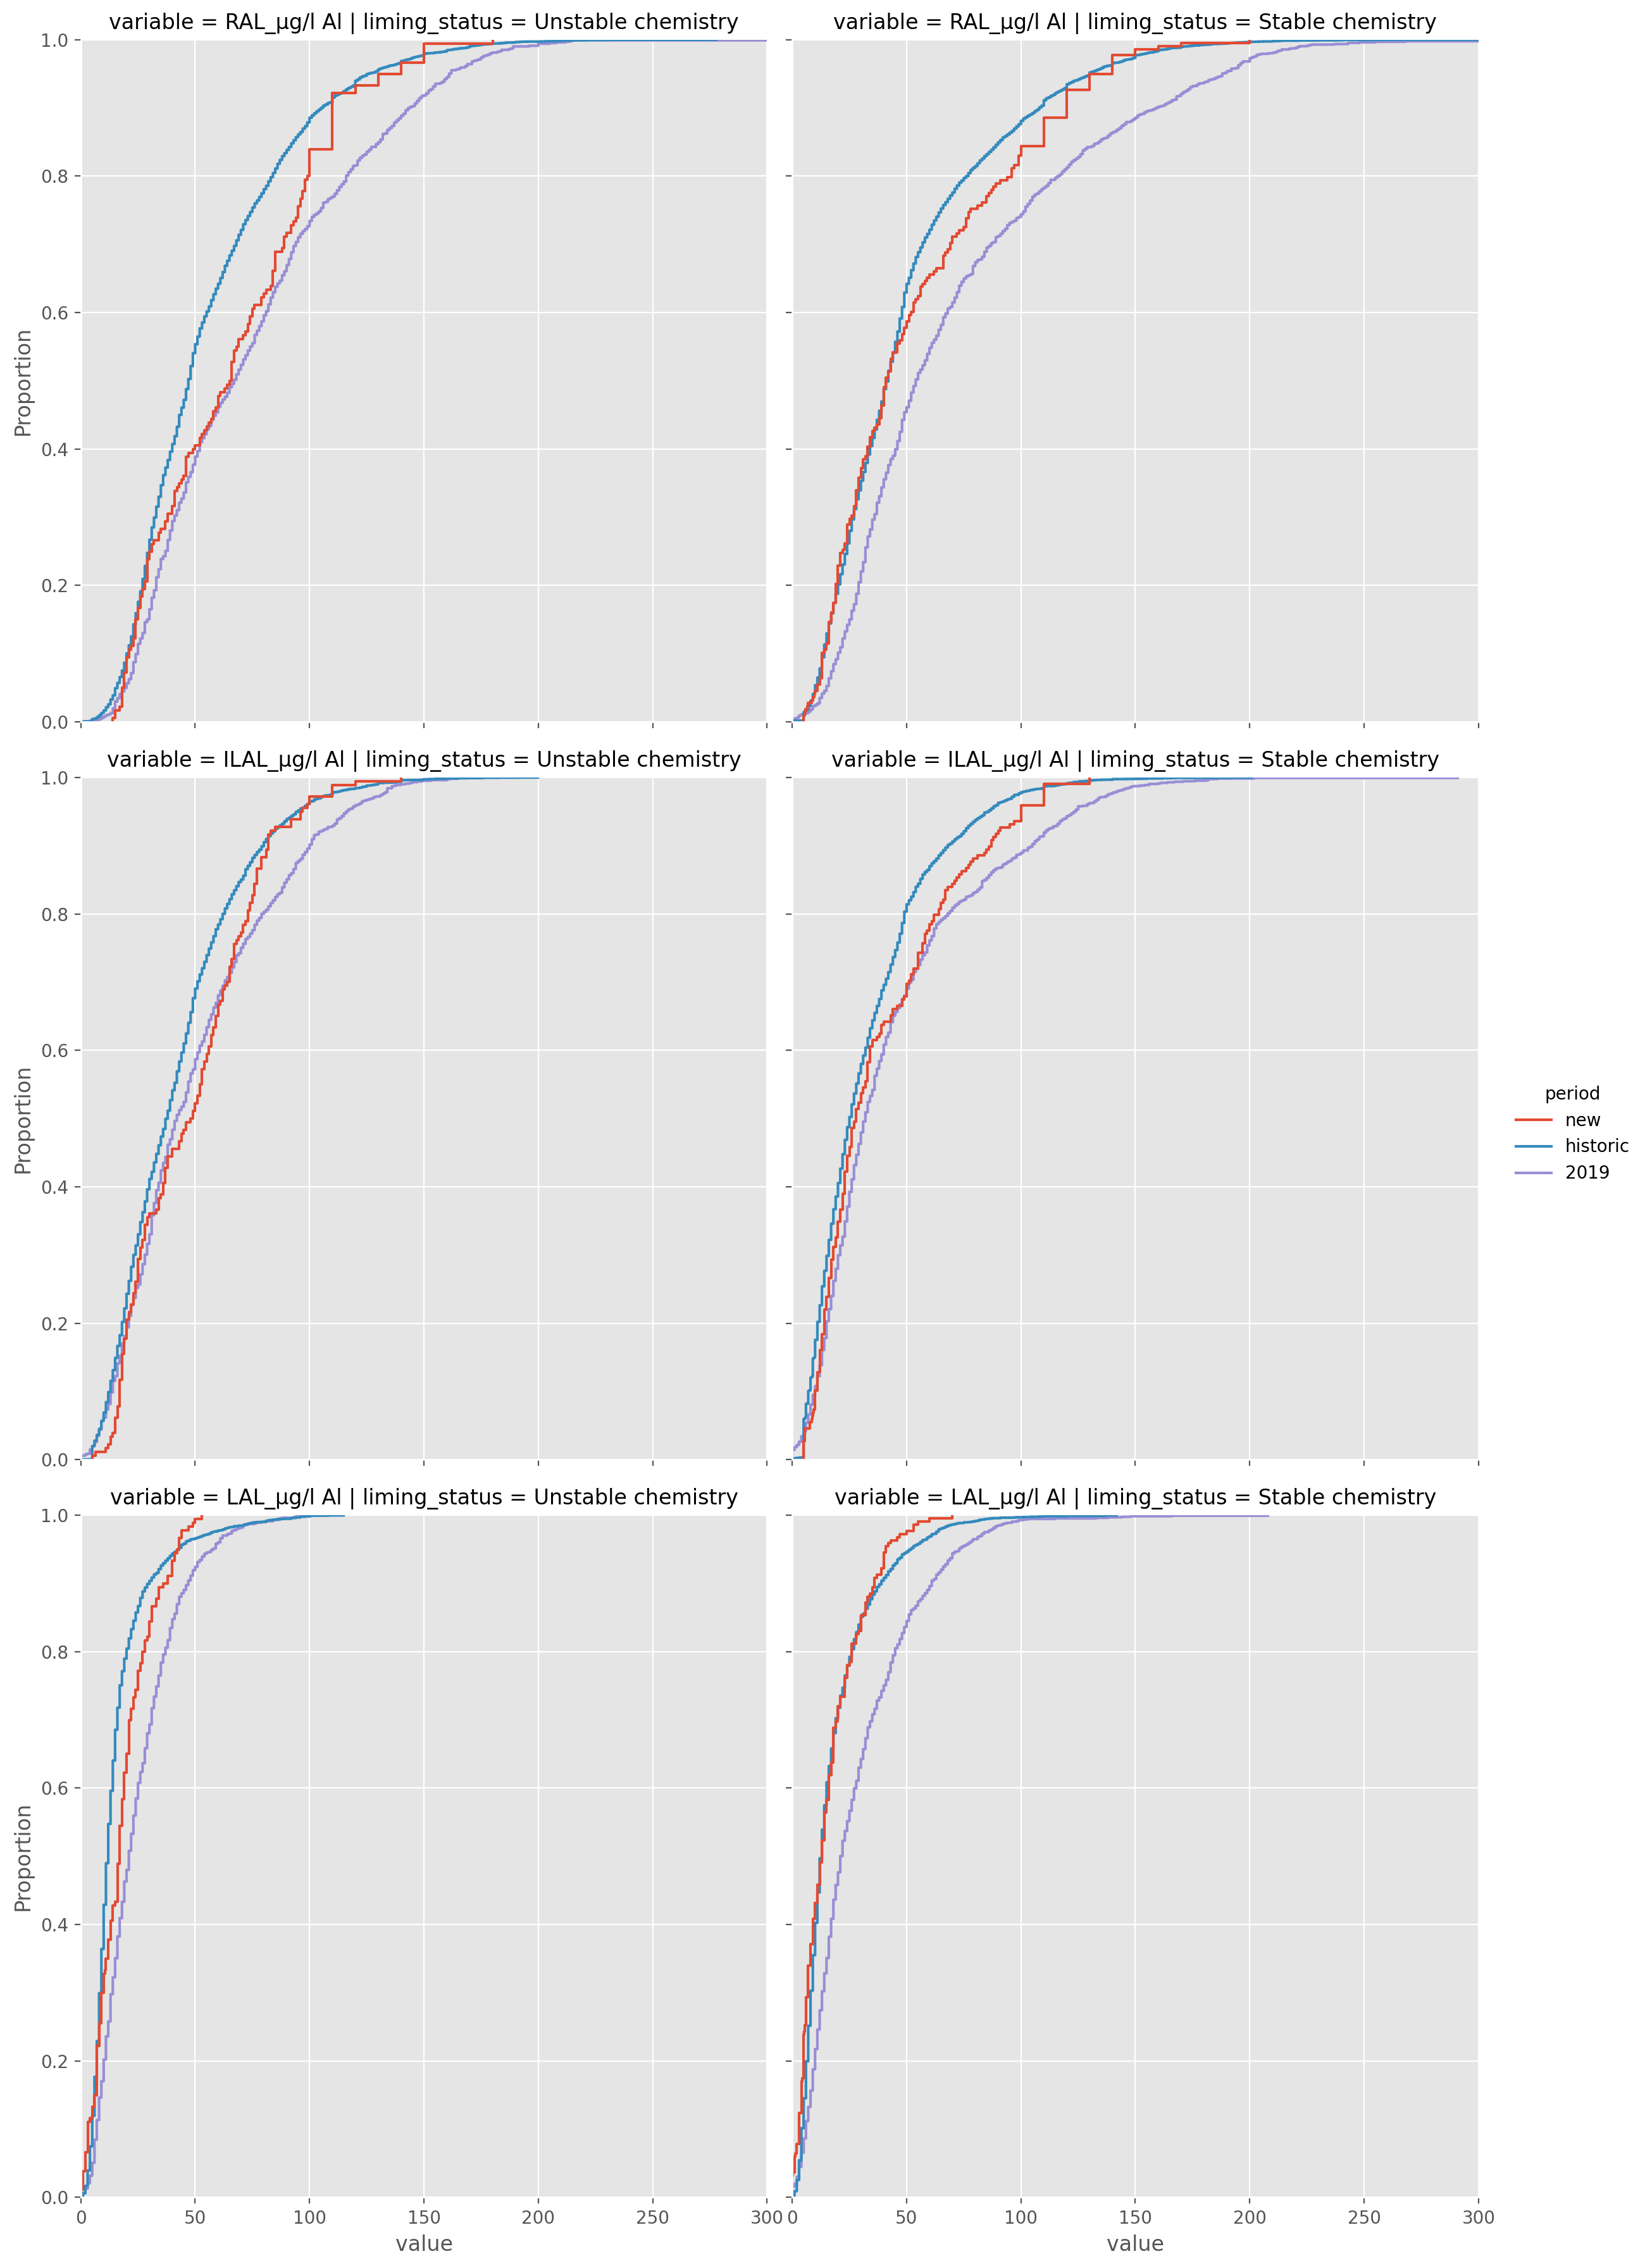 variable = RAL_µg/l Al | liming_status = Unstable chemistry
variable = RAL_µg/l Al | liming_status = Stable chemistry
1.0
0.8
0.6
0.4
0.2
0.0
Proportion
variable = ILAL_µg/l Al | liming_status = Unstable chemistry
variable = ILAL_µg/l Al | liming_status = Stable chemistry
1.0
0.8
0.6
0.4
0.2
0.0
Proportion
period
new
historic
2019
variable = LAL_µg/l Al | liming_status = Unstable chemistry
variable = LAL_µg/l Al | liming_status = Stable chemistry
1.0
0.8
0.6
0.4
0.2
0.0
Proportion
0 50 100 150 200 250 300
0 50 100 150 200 250 300
value
value